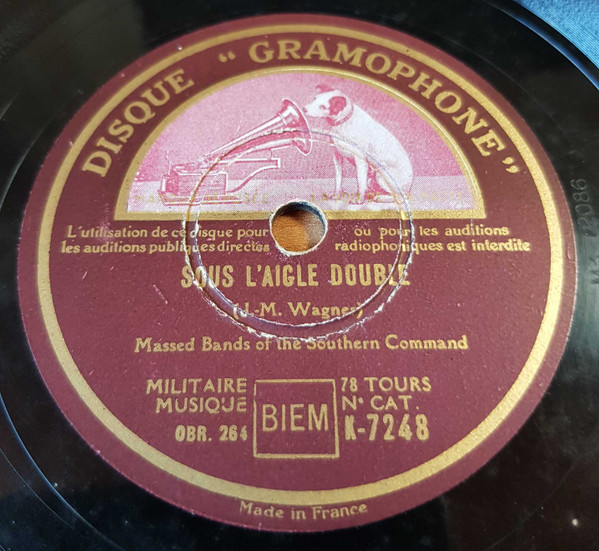 DISQUE "GRAMOPHONE"
L'utilisation de ce disque pour ou pour les auditions
les auditions publiques directes radiophoniques est interdite
SOUS L'AIGLE DOUBLE
(J.-M. Wagner)
Massed Bands of the Southern Command
MILITAIRE
MUSIQUE
OBR. 264
BIEM
78 TOURS
N° CAT.
K-7248
Made in France